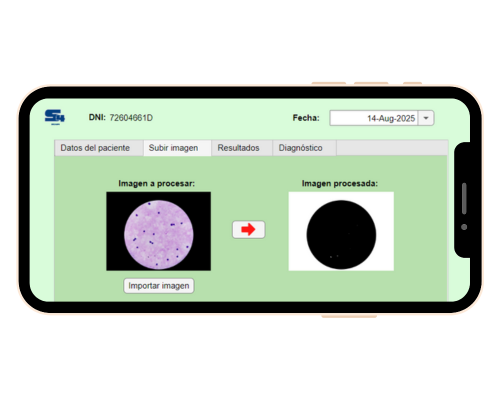 DNI: 72604661D
Fecha: 14-Aug-2025
Datos del paciente Subir imagen Resultados Diagnóstico
Imagen a procesar: Imagen procesada:
Importar imagen